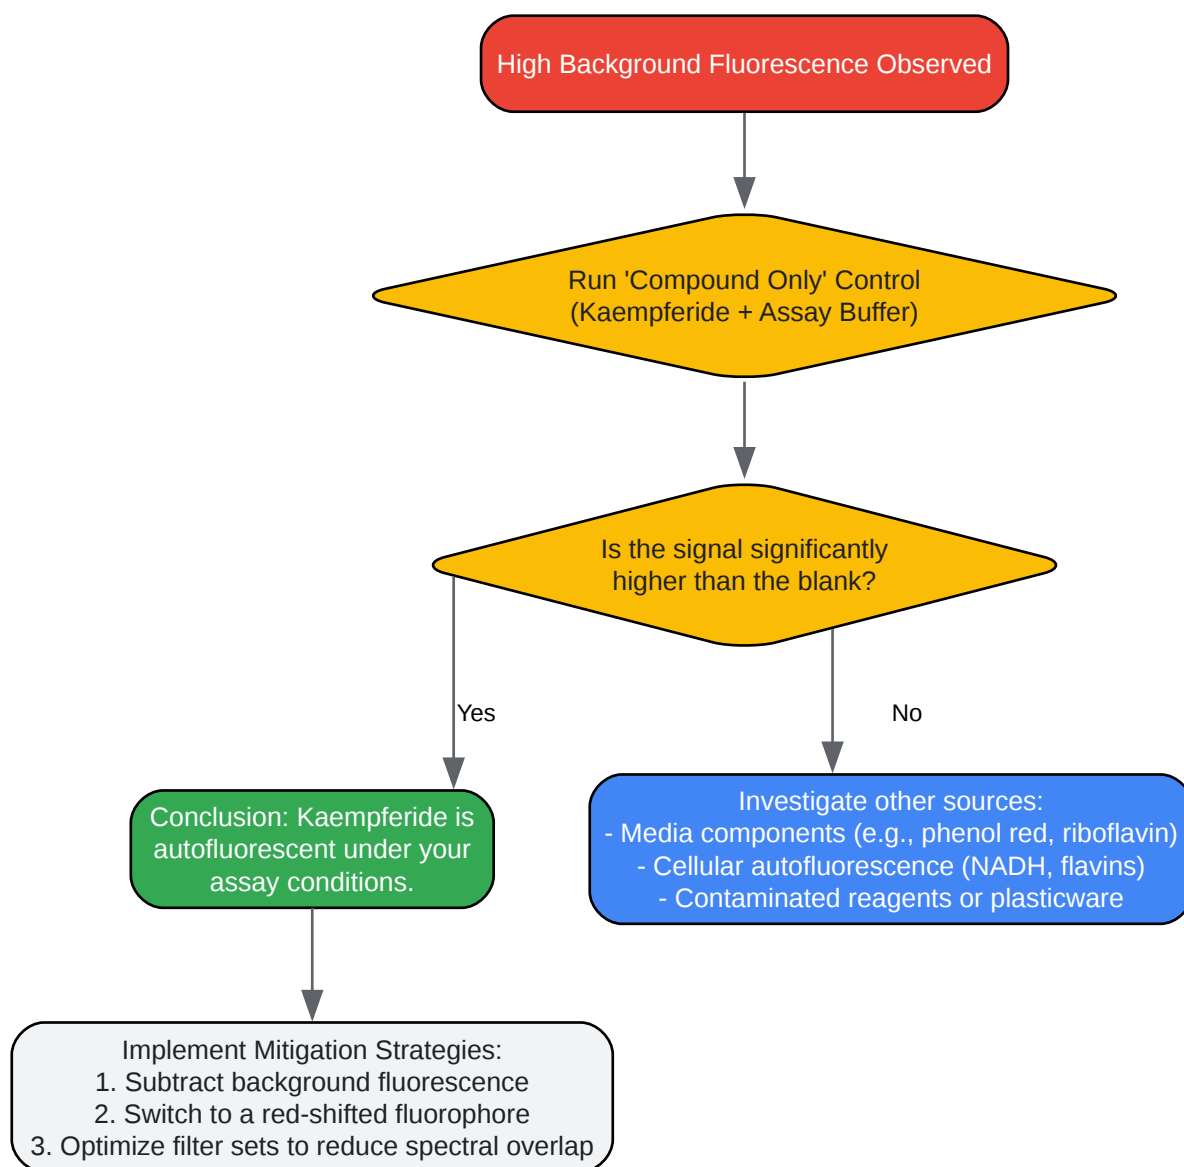 High Background Fluorescence Observed
Run 'Compound Only' Control
(Kaempferide + Assay Buffer)
Is the signal significantly
higher than the blank?
Yes
No
Conclusion: Kaempferide is
autofluorescent under your
assay conditions.
Investigate other sources:
- Media components (e.g., phenol red, riboflavin)
- Cellular autofluorescence (NADH, flavins)
- Contaminated reagents or plasticware
Implement Mitigation Strategies:
1. Subtract background fluorescence
2. Switch to a red-shifted fluorophore
3. Optimize filter sets to reduce spectral overlap